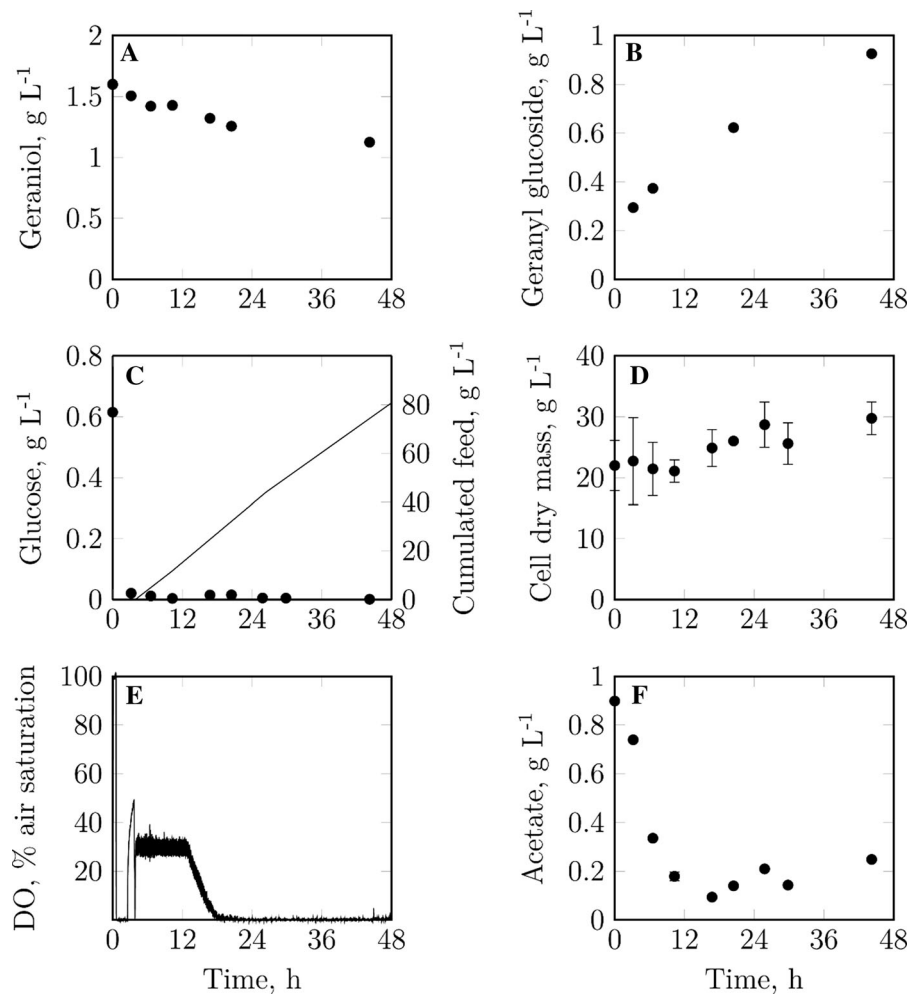 A
Geraniol, g L-1
2
1.5
1
0.5
0
0 12 24 36 48
B
Geranyl glucoside, g L-1
1
0.8
0.6
0.4
0.2
0
0 12 24 36 48
C
Glucose, g L-1
0.8
0.6
0.4
0.2
0
Cumulated feed, g L-1
80
60
40
20
0
0 12 24 36 48
D
Cell dry mass, g L-1
40
30
20
10
0
0 12 24 36 48
E
DO, % air saturation
100
80
60
40
20
0
0 12 24 36 48
Time, h
F
Acetate, g L-1
1
0.8
0.6
0.4
0.2
0
0 12 24 36 48
Time, h